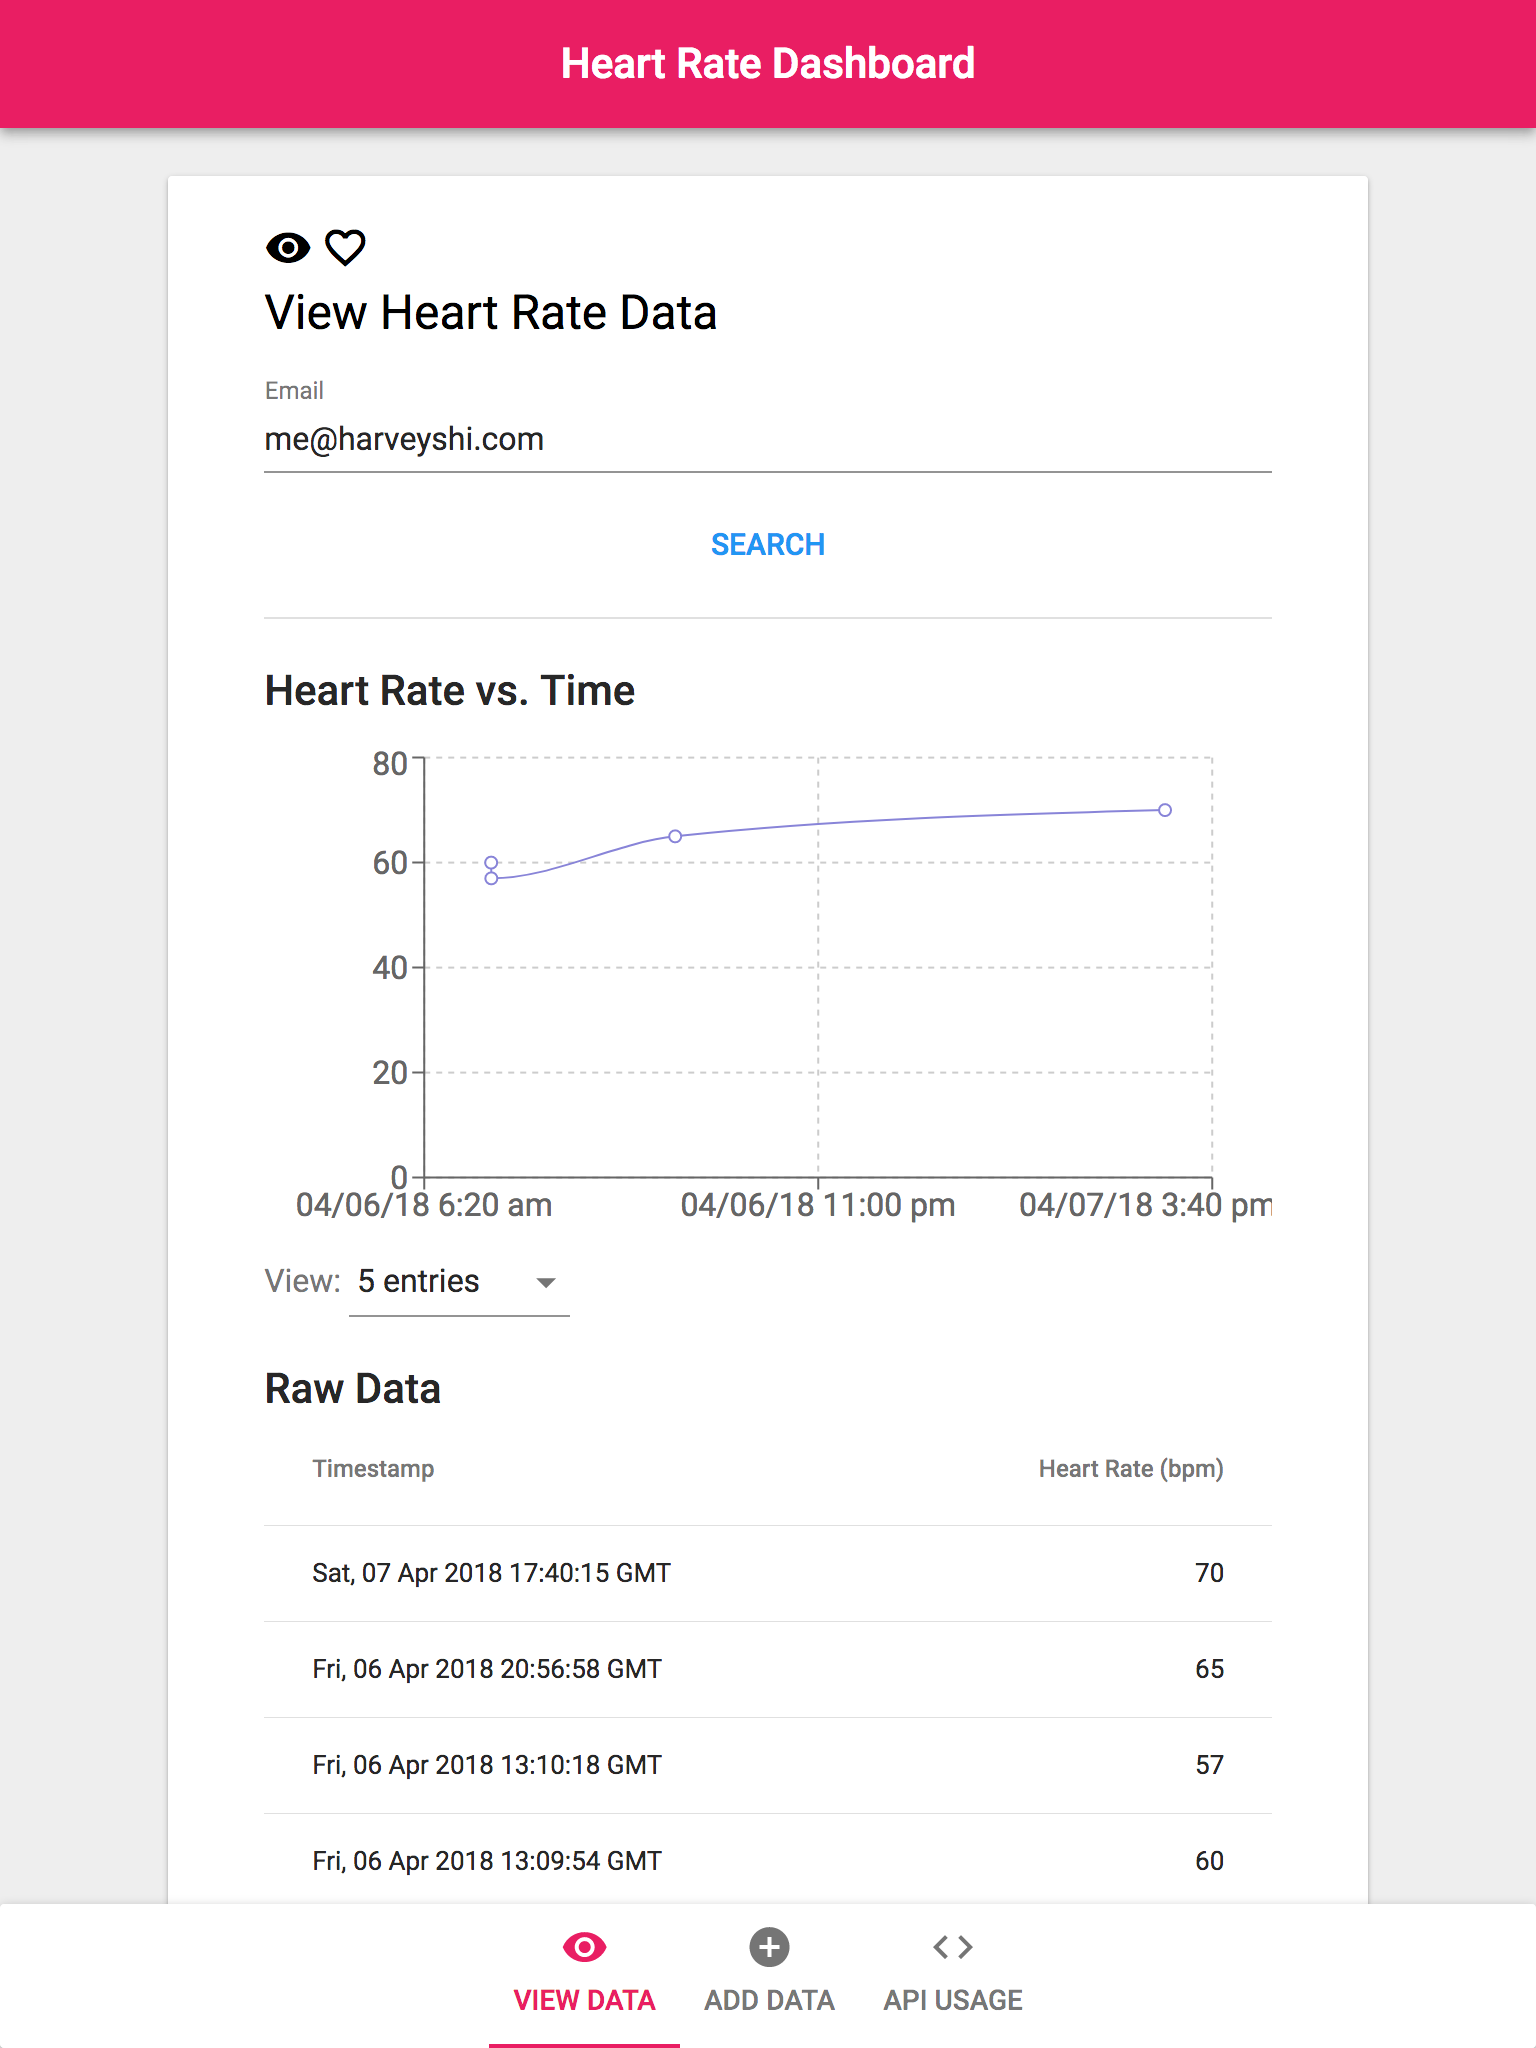 Heart Rate Dashboard
View Heart Rate Data
Email
me@harveyshi.com
SEARCH
Heart Rate vs. Time
80
60
40
20
0
04/06/18 6:20 am 04/06/18 11:00 pm 04/07/18 3:40 pm
View: 5 entries
Raw Data
Timestamp Heart Rate (bpm)
Sat, 07 Apr 2018 17:40:15 GMT 70
Fri, 06 Apr 2018 20:56:58 GMT 65
Fri, 06 Apr 2018 13:10:18 GMT 57
Fri, 06 Apr 2018 13:09:54 GMT 60
VIEW DATA ADD DATA API USAGE